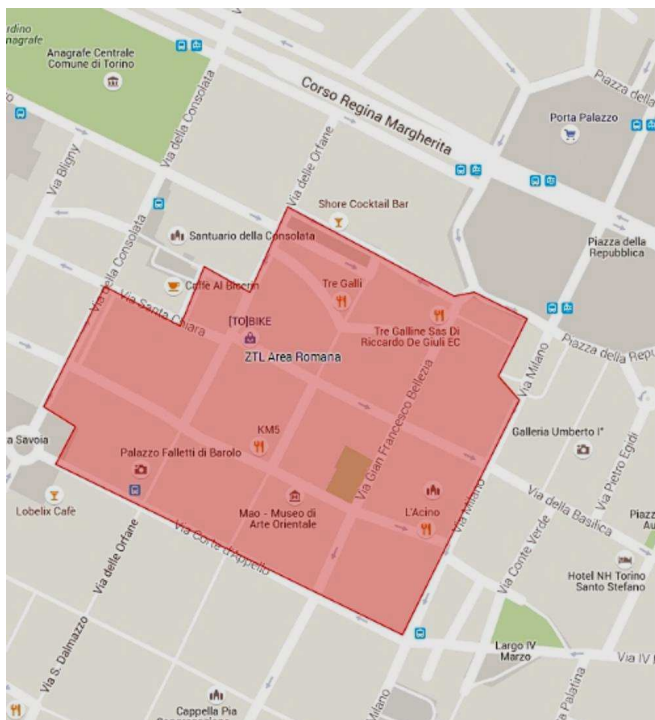 ardino
Anagrafe
Anagrafe Centrale
Comune di Torino
Via della Consolata
Corso Regina Margherita
Piazza della
Porta Palazzo
Via Bligny
Via delle Orfane
Shore Cocktail Bar
Santuario della Consolata
Piazza della
Repubblica
Via della Consolata
Caffè Al Bicerin
Tre Galli
Via Santa Chiara
[TO]BIKE
Tre Galline Sas Di
Riccardo De Giuli EC
ZTL Area Romana
Piazza della Repu
Via Milano
Via Gian Francesco Bellezia
a Savoia
KM5
Galleria Umberto I°
Palazzo Falletti di Barolo
Via Pietro Egidi
Lobelix Cafè
Mao - Museo di
Arte Orientale
L'Acino
Via Milano
Via della Basilica
Piazz
Au
Via Corte d'Appello
Via delle Orfane
Via Conte Verde
Hotel NH Torino
Santo Stefano
Via S. Dalmazzo
Largo IV
Marzo
Via IV
Via Milano
Palatina
Cappella Pia